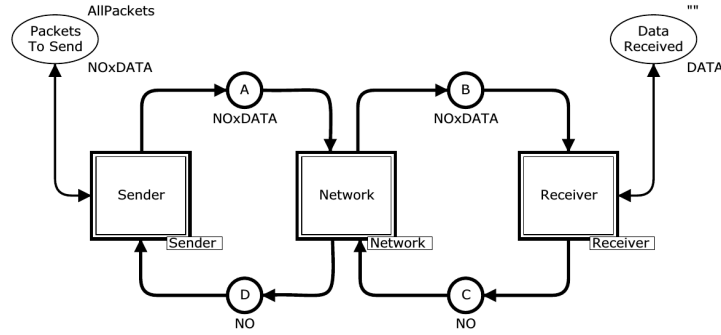 AllPackets
Packets
To Send
NOxDATA
""
Data
Received
DATA
A
NOxDATA
B
NOxDATA
Sender
Sender
Network
Network
Receiver
Receiver
D
NO
C
NO